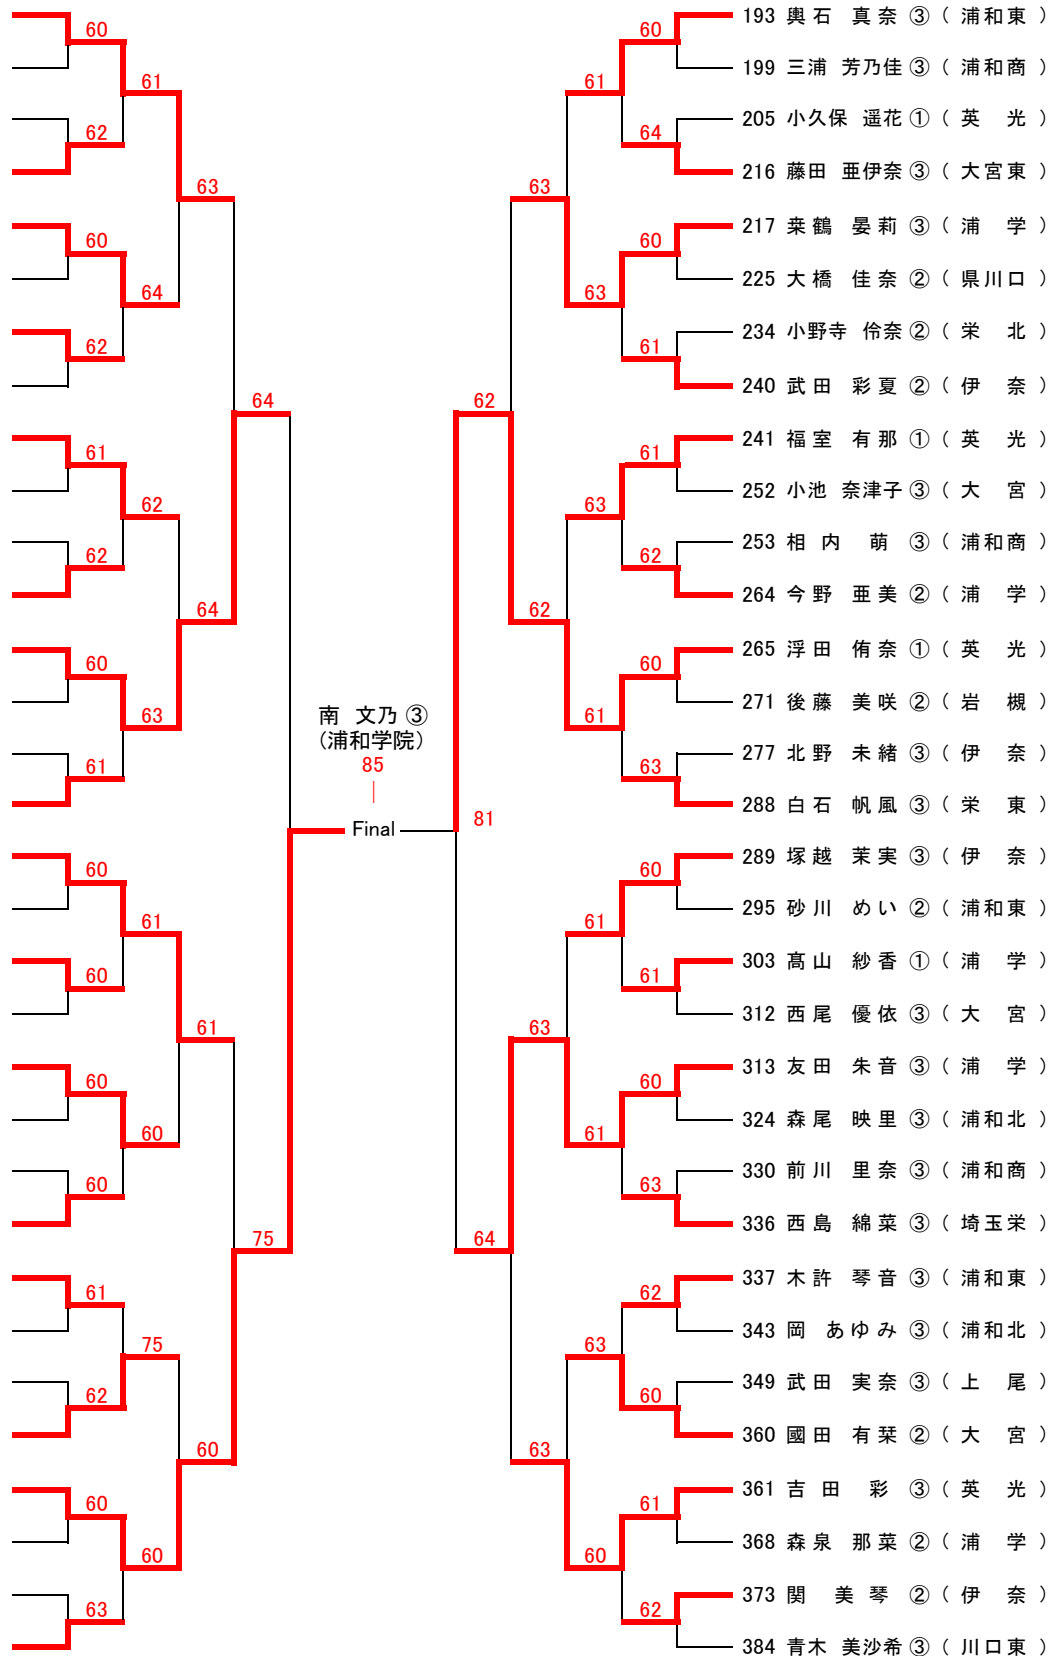 193 輿石 真奈 ③ ( 浦和東 )
60 60
199 三浦 芳乃佳 ③ ( 浦和商 )
61 61
205 小久保 遥花 ① ( 英 光 )
62 64
216 藤田 亜伊奈 ③ ( 大宮東 )
63 63
217 桒鶴 晏莉 ③ ( 浦 学 )
60 60
225 大橋 佳奈 ② ( 県川口 )
64 63
234 小野寺 伶奈 ② ( 栄 北 )
62 61
240 武田 彩夏 ② ( 伊 奈 )
64 62
241 福室 有那 ① ( 英 光 )
61 61
252 小池 奈津子 ③ ( 大 宮 )
62 63
253 相内 萌 ③ ( 浦和商 )
62 62
264 今野 亜美 ② ( 浦 学 )
64 62
265 浮田 侑奈 ① ( 英 光 )
60 60
271 後藤 美咲 ② ( 岩 槻 )
63 61
南 文乃 ③
(浦和学院)
277 北野 未緒 ③ ( 伊 奈 )
61 85 63
288 白石 帆風 ③ ( 栄 東 )
Final 81
289 塚越 茉実 ③ ( 伊 奈 )
60 60
295 砂川 めい ② ( 浦和東 )
61 61
303 髙山 紗香 ① ( 浦 学 )
60 61
312 西尾 優依 ③ ( 大 宮 )
61 63
313 友田 朱音 ③ ( 浦 学 )
60 60
324 森尾 映里 ③ ( 浦和北 )
60 61
330 前川 里奈 ③ ( 浦和商 )
60 63
336 西島 綿菜 ③ ( 埼玉栄 )
75 64
337 木許 琴音 ③ ( 浦和東 )
61 62
343 岡 あゆみ ③ ( 浦和北 )
75 63
349 武田 実奈 ③ ( 上 尾 )
62 60
360 國田 有栞 ② ( 大 宮 )
60 63
361 吉田 彩 ③ ( 英 光 )
60 61
368 森泉 那菜 ② ( 浦 学 )
60 60
373 関 美琴 ② ( 伊 奈 )
63 62
384 青木 美沙希 ③ ( 川口東 )